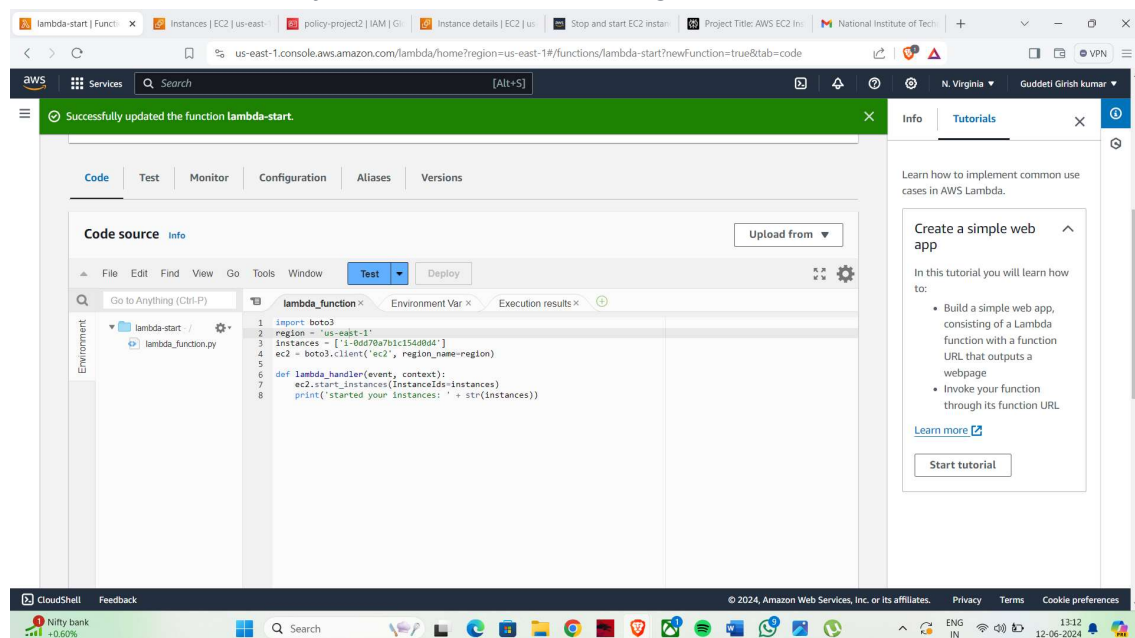 lambda-start | Functi
Instances | EC2 | us-east-1
policy-project2 | IAM | Gl
Instance details | EC2 | us
Stop and start EC2 instan
Project Title: AWS EC2 Ins
National Institute of Tech
us-east-1.console.aws.amazon.com/lambda/home?region=us-east-1#/functions/lambda-start?newFunction=true&tab=code
VPN
aws
Services
Search
[Alt+S]
N. Virginia
Guddeti Girish kumar
Successfully updated the function lambda-start.
Info
Tutorials
Code
Test
Monitor
Configuration
Aliases
Versions
Learn how to implement common use
cases in AWS Lambda.
Code source
Info
Upload from
Create a simple web
app
File
Edit
Find
View
Go
Tools
Window
Test
Deploy
In this tutorial you will learn how
to:
Go to Anything (Ctrl-P)
lambda_function
Environment Var
Execution results
Environment
lambda-start - /
lambda_function.py
1 import boto3
2 region = 'us-east-1'
3 instances = ['i-0dd70a7b1c154d0d4']
4 ec2 = boto3.client('ec2', region_name=region)
5
6 def lambda_handler(event, context):
7 ec2.start_instances(InstanceIds=instances)
8 print('started your instances: ' + str(instances))
• Build a simple web app,
consisting of a Lambda
function with a function
URL that outputs a
webpage
• Invoke your function
through its function URL
Learn more
Start tutorial
CloudShell
Feedback
© 2024, Amazon Web Services, Inc. or its affiliates.
Privacy
Terms
Cookie preferences
1
Nifty bank
+0.60%
Search
ENG
IN
13:12
12-06-2024